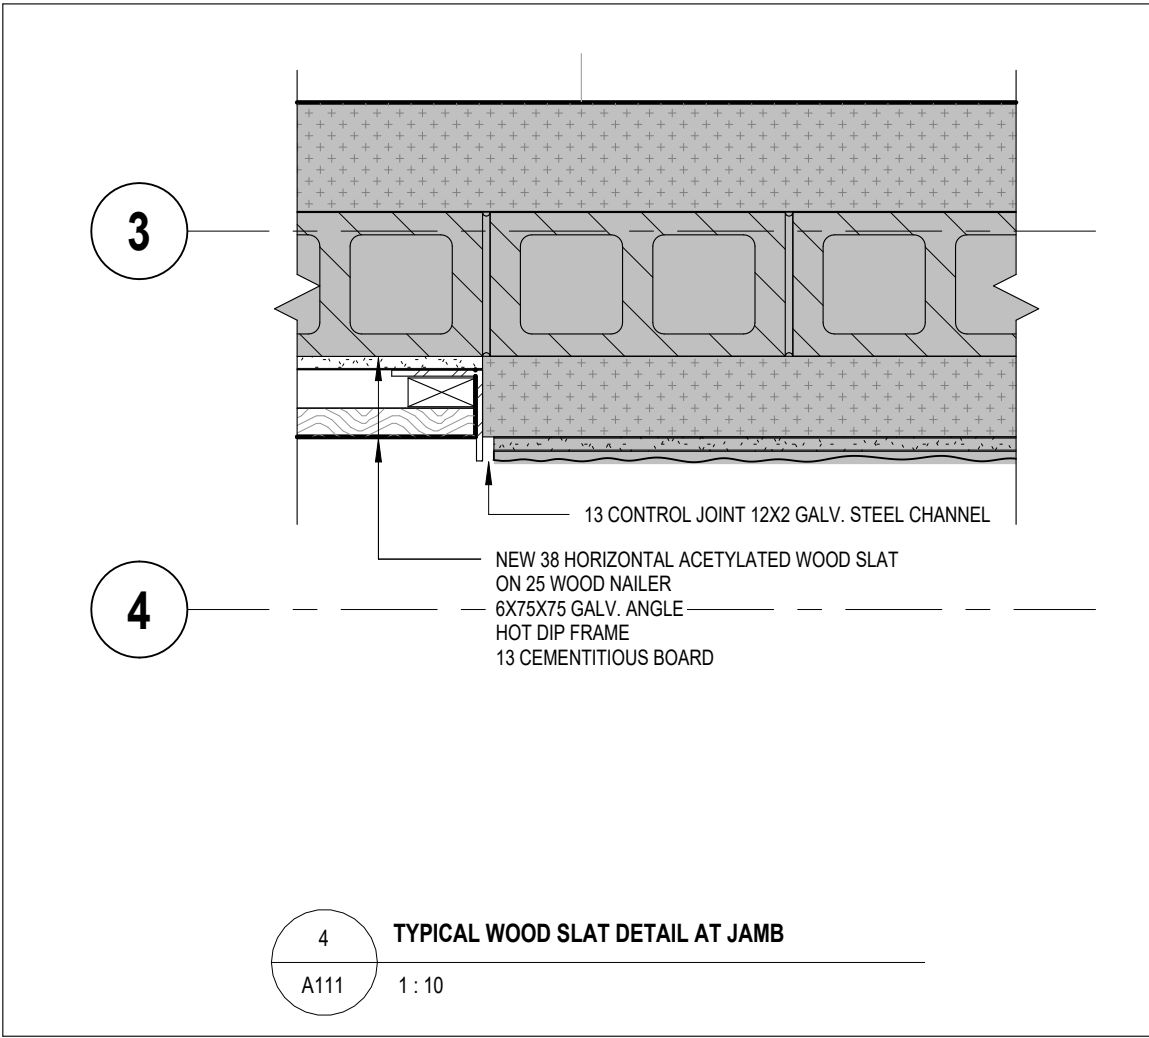 3
13 CONTROL JOINT 12X2 GALV. STEEL CHANNEL
NEW 38 HORIZONTAL ACETYLATED WOOD SLAT
ON 25 WOOD NAILER
4
6X75X75 GALV. ANGLE
HOT DIP FRAME
13 CEMENTITIOUS BOARD
4
TYPICAL WOOD SLAT DETAIL AT JAMB
A111
1 : 10